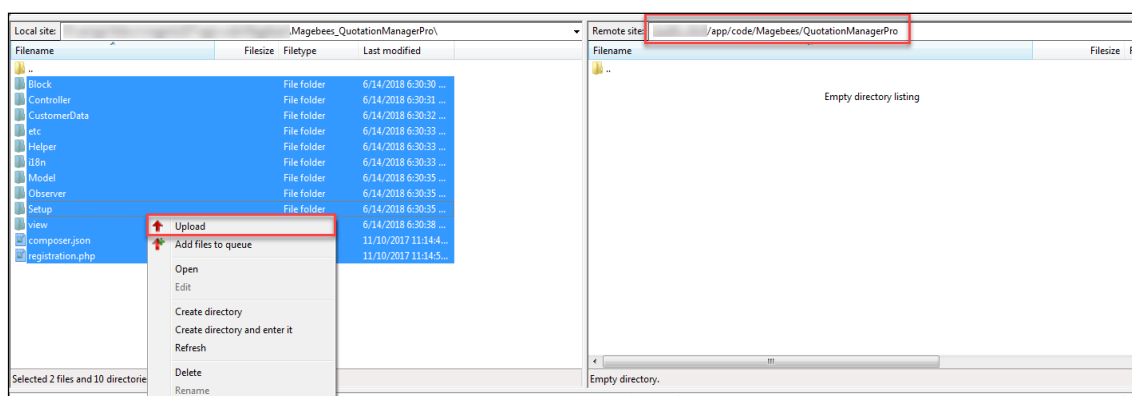 Local site: \Magebees_QuotationManagerPro\
Filename Filesize Filetype Last modified
..
Block File folder 6/14/2018 6:30:30 ...
Controller File folder 6/14/2018 6:30:31 ...
CustomerData File folder 6/14/2018 6:30:32 ...
etc File folder 6/14/2018 6:30:33 ...
Helper File folder 6/14/2018 6:30:33 ...
i18n File folder 6/14/2018 6:30:33 ...
Model File folder 6/14/2018 6:30:35 ...
Observer File folder 6/14/2018 6:30:35 ...
Setup File folder 6/14/2018 6:30:35 ...
view 6/14/2018 6:30:38 ...
composer.json 11/10/2017 11:14:4...
registration.php 11/10/2017 11:14:5...
Upload
Add files to queue
Open
Edit
Create directory
Create directory and enter it
Refresh
Delete
Rename
Selected 2 files and 10 directorie
Remote site: /app/code/Magebees/QuotationManagerPro
Filename Filesize F
..
Empty directory listing
Empty directory.